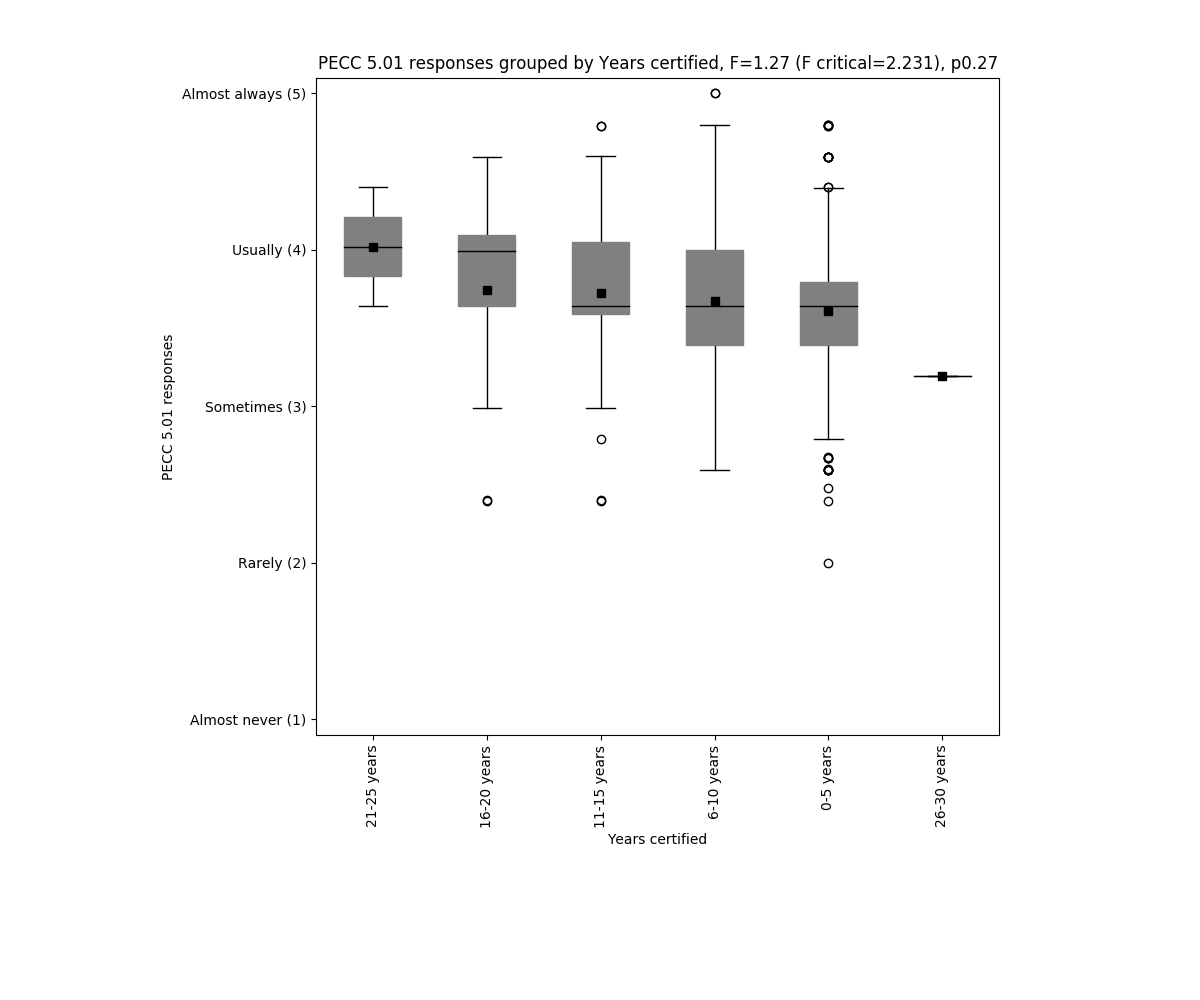 PECC 5.01 responses grouped by Years certified, F=1.27 (F critical=2.231), p0.27
Almost always (5)
Usually (4)
Sometimes (3)
Rarely (2)
Almost never (1)
PECC 5.01 responses
21-25 years
16-20 years
11-15 years
6-10 years
0-5 years
26-30 years
Years certified